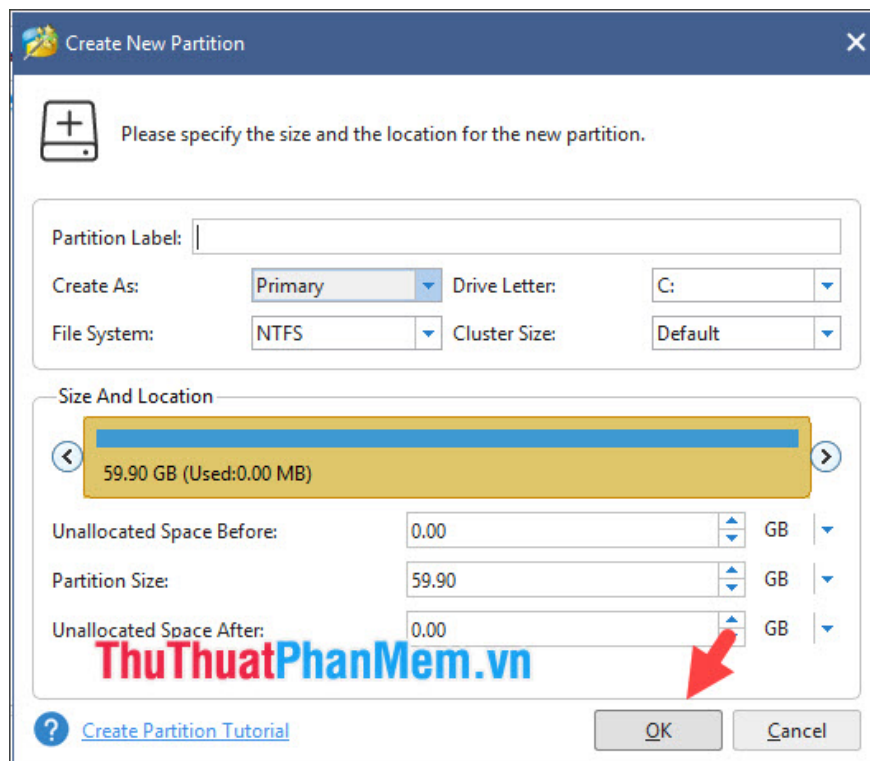 Create New Partition
Please specify the size and the location for the new partition.
Partition Label:
Create As: Primary Drive Letter: C:
File System: NTFS Cluster Size: Default
Size And Location
59.90 GB (Used:0.00 MB)
Unallocated Space Before: 0.00 GB
Partition Size: 59.90 GB
Unallocated Space After: 0.00 GB
ThuThuatPhanMem.vn
? Create Partition Tutorial OK Cancel